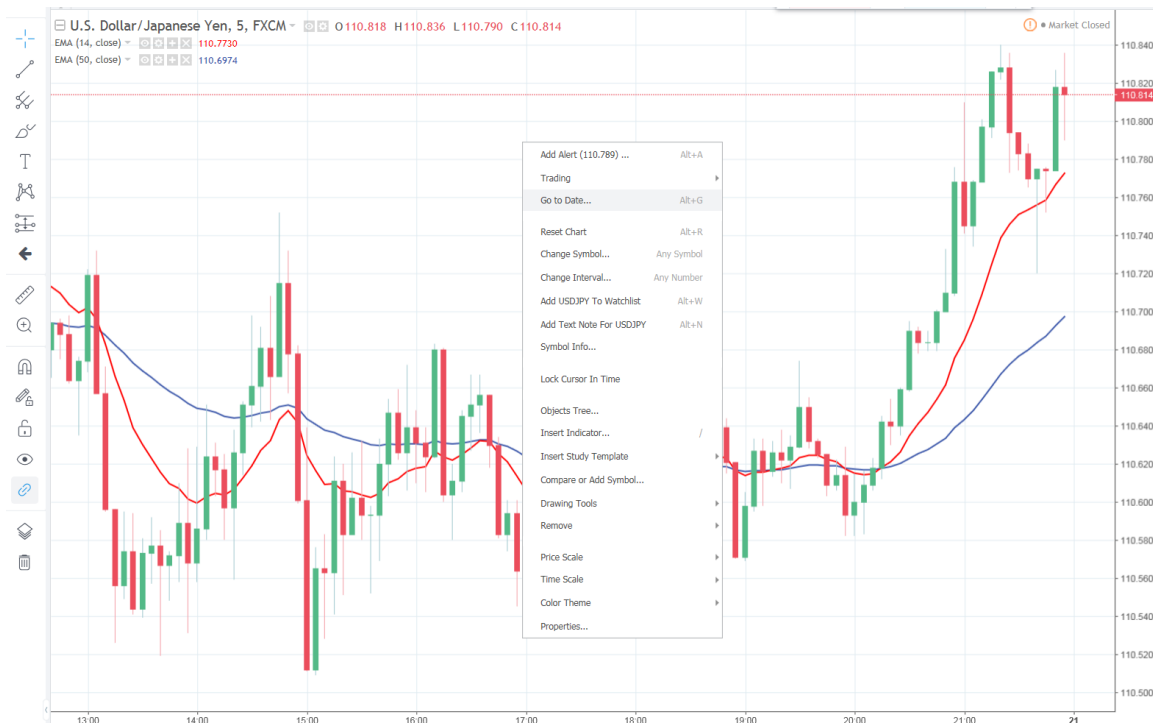 U.S. Dollar/Japanese Yen, 5, FXCM O110.818 H110.836 L110.790 C110.814
Market Closed
EMA (14, close) 110.7730
EMA (50, close) 110.6974
T
Add Alert (110.789) ... Alt+A
Trading
Go to Date... Alt+G
Reset Chart Alt+R
Change Symbol... Any Symbol
Change Interval... Any Number
Add USDJPY To Watchlist Alt+W
Add Text Note For USDJPY Alt+N
Symbol Info...
Lock Cursor In Time
Objects Tree...
Insert Indicator... /
Insert Study Template
Compare or Add Symbol...
Drawing Tools
Remove
Price Scale
Time Scale
Color Theme
Properties...
110.840
110.820
110.814
110.800
110.780
110.760
110.740
110.720
110.700
110.680
110.660
110.640
110.620
110.600
110.580
110.560
110.540
110.520
110.500
13:00 14:00 15:00 16:00 17:00 18:00 19:00 20:00 21:00 21